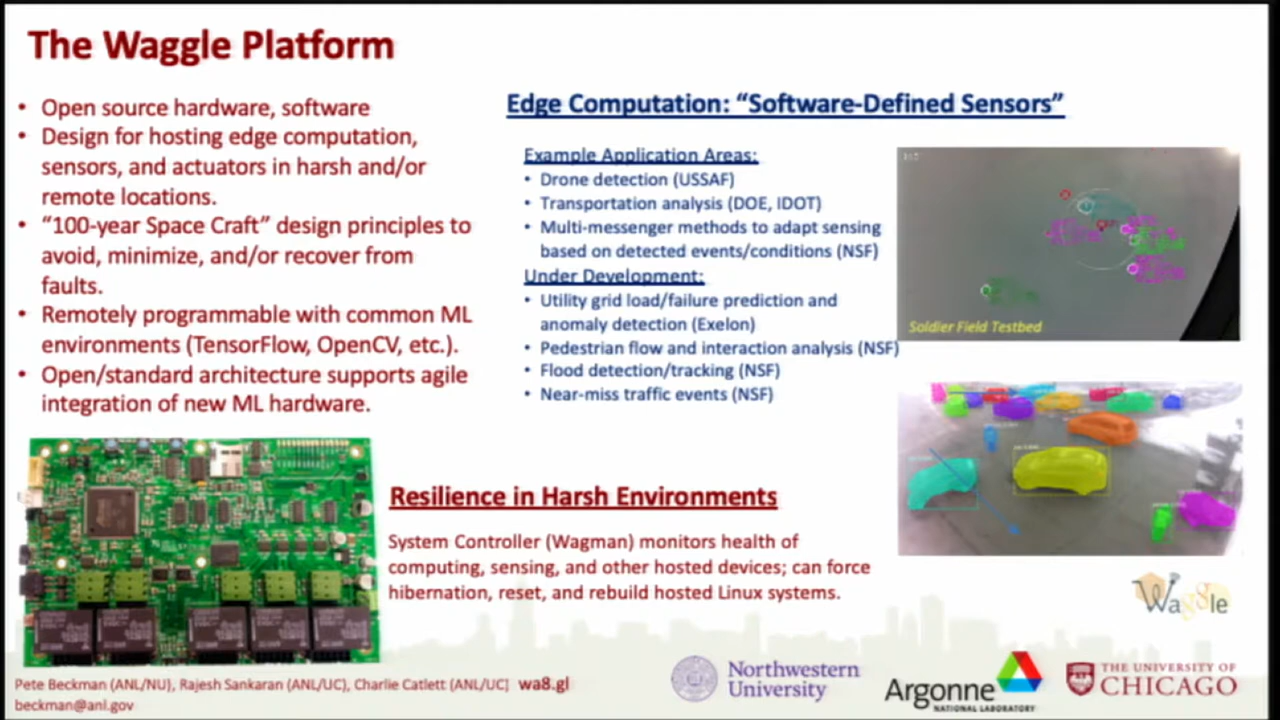 The Waggle Platform
• Open source hardware, software
• Design for hosting edge computation,
sensors, and actuators in harsh and/or
remote locations.
• “100-year Space Craft” design principles to
avoid, minimize, and/or recover from
faults.
• Remotely programmable with common ML
environments (TensorFlow, OpenCV, etc.).
• Open/standard architecture supports agile
integration of new ML hardware.
Edge Computation: “Software-Defined Sensors”
Example Application Areas:
• Drone detection (USSAF)
• Transportation analysis (DOE, IDOT)
• Multi-messenger methods to adapt sensing
based on detected events/conditions (NSF)
Under Development:
• Utility grid load/failure prediction and
anomaly detection (Exelon)
• Pedestrian flow and interaction analysis (NSF)
• Flood detection/tracking (NSF)
• Near-miss traffic events (NSF)
Soldier Field Testbed
Resilience in Harsh Environments
System Controller (Wagman) monitors health of
computing, sensing, and other hosted devices; can force
hibernation, reset, and rebuild hosted Linux systems.
Waggle
Pete Beckman (ANL/NU), Rajesh Sankaran (ANL/UC), Charlie Catlett (ANL/UC) wa8.gl
beckman@anl.gov
Northwestern
University
Argonne
NATIONAL LABORATORY
THE UNIVERSITY OF
CHICAGO